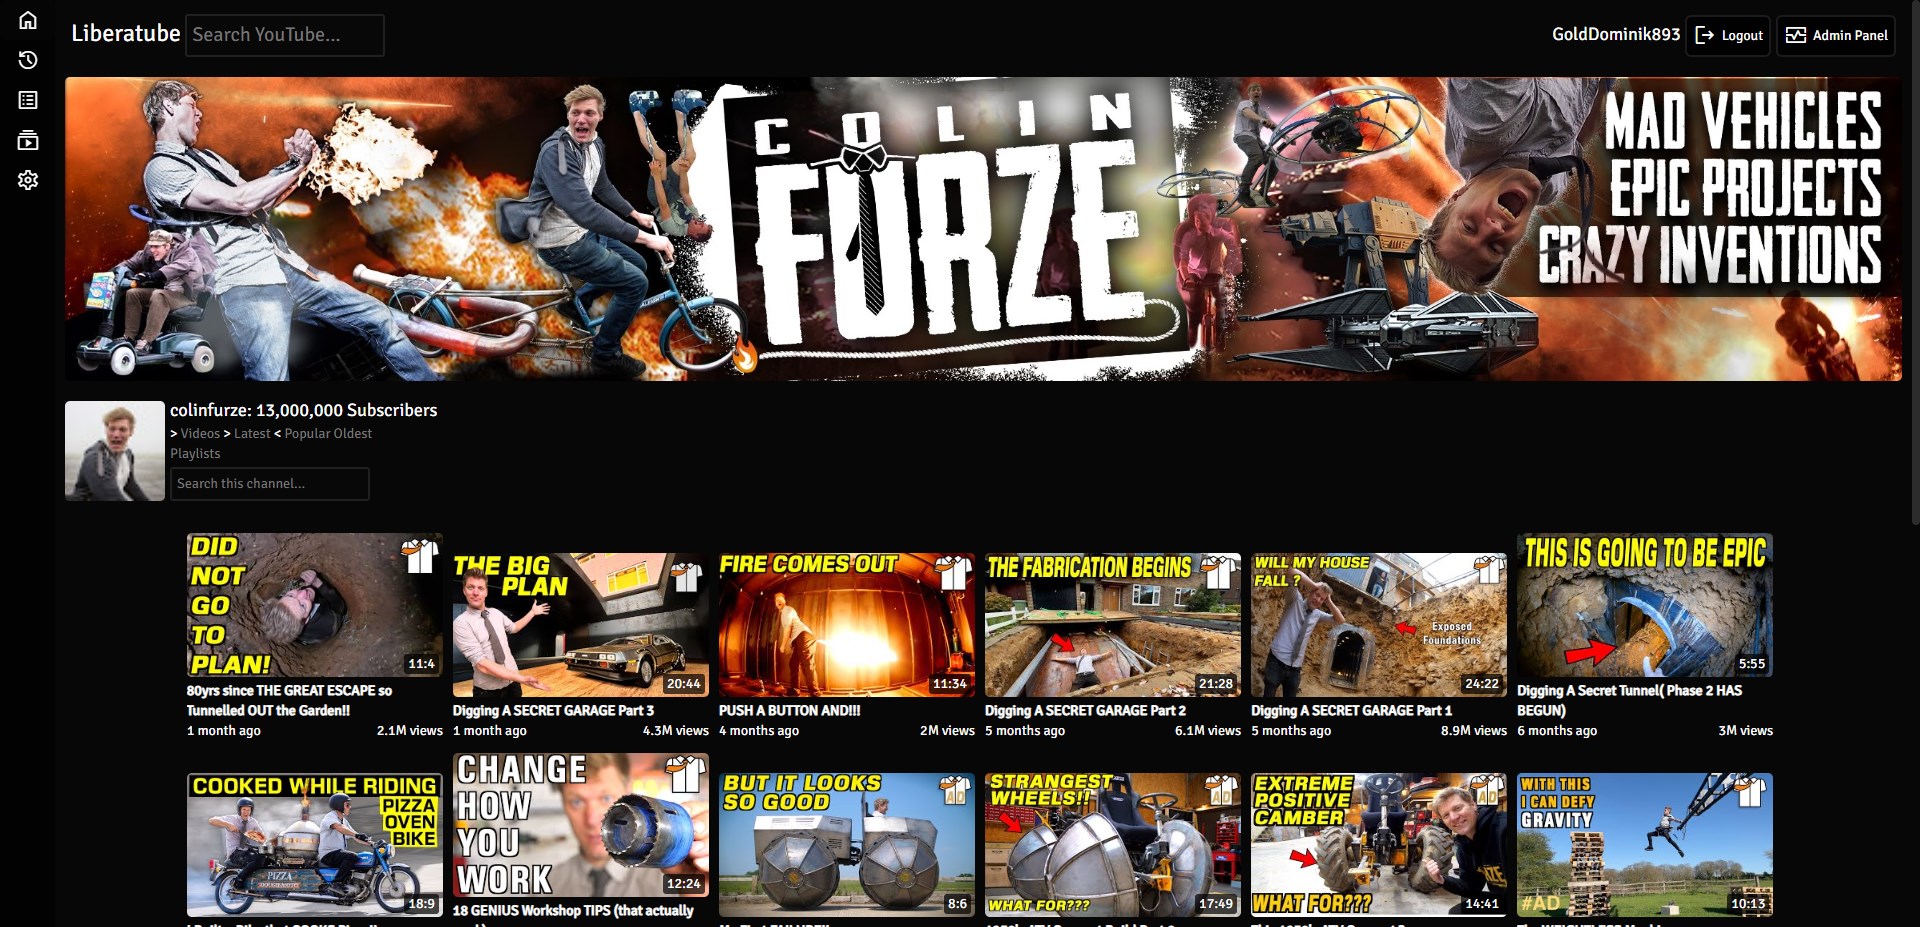 Liberatube
Search YouTube...
GoldDominik893
Logout
Admin Panel
COLIN
FURZE
MAD VEHICLES
EPIC PROJECTS
CRAZY INVENTIONS
colinfurze: 13,000,000 Subscribers
> Videos > Latest < Popular Oldest
Playlists
Search this channel...
DID
NOT
GO
TO
PLAN!
11:4
80yrs since THE GREAT ESCAPE so
Tunnelled OUT the Garden!!
1 month ago
2.1M views
THE BIG
PLAN
20:44
Digging A SECRET GARAGE Part 3
1 month ago
4.3M views
FIRE COMES OUT
11:34
PUSH A BUTTON AND!!!
4 months ago
2M views
THE FABRICATION BEGINS
21:28
Digging A SECRET GARAGE Part 2
5 months ago
6.1M views
WILL MY HOUSE
FALL ?
Exposed
Foundations
24:22
Digging A SECRET GARAGE Part 1
5 months ago
8.9M views
THIS IS GOING TO BE EPIC
5:55
Digging A Secret Tunnel( Phase 2 HAS
BEGUN)
6 months ago
3M views
COOKED WHILE RIDING
PIZZA
OVEN
BIKE
PIZZA
18:9
CHANGE
HOW
YOU
WORK
12:24
18 GENIUS Workshop TIPS (that actually
BUT IT LOOKS
SO GOOD
AD
8:6
STRANGEST
WHEELS!!
AD
WHAT FOR???
17:49
EXTREME
POSITIVE
CAMBER
AD
WHAT FOR???
14:41
WITH THIS
I CAN DEFY
GRAVITY
#AD
10:13